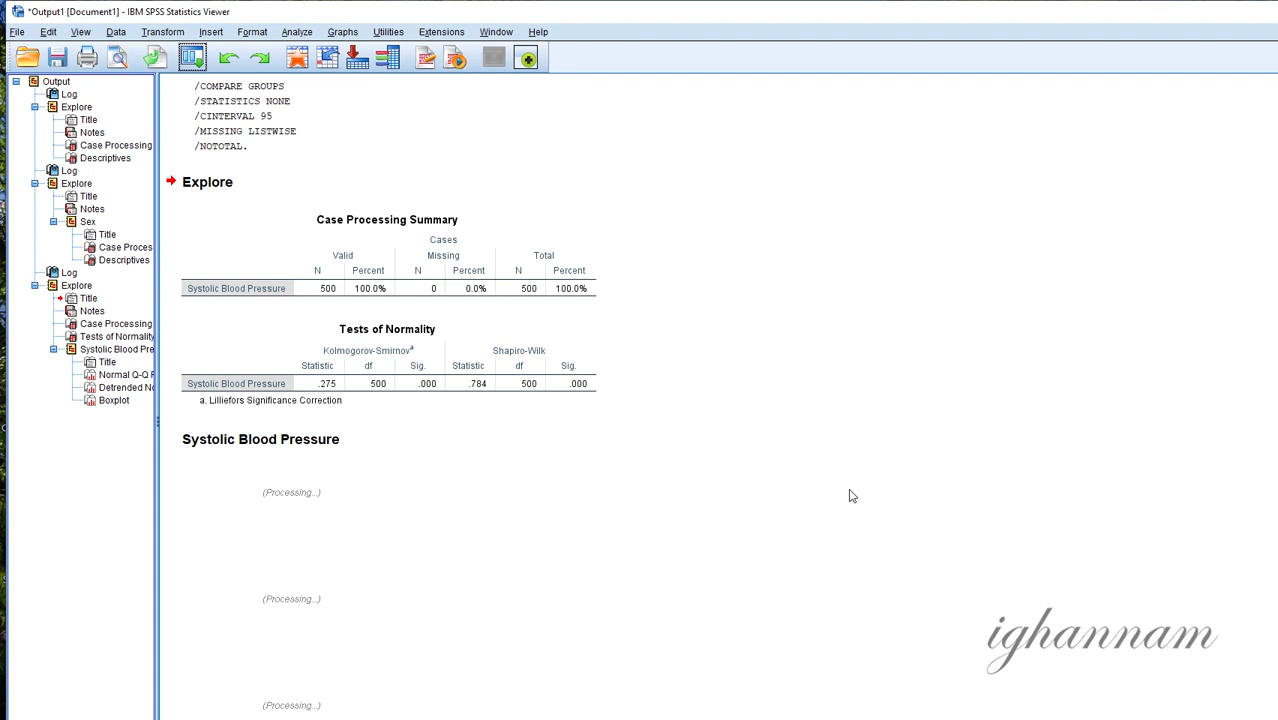 *Output1 [Document1] - IBM SPSS Statistics Viewer
File Edit View Data Transform Insert Format Analyze Graphs Utilities Extensions Window Help
Output
Log
Explore
Title
Notes
Case Processing
Descriptives
Log
Explore
Title
Notes
Sex
Title
Case Proces
Descriptives
Log
Explore
Title
Notes
Case Processing
Tests of Normality
Systolic Blood Pre
Title
Normal Q-Q P
Detrended No
Boxplot
/COMPARE GROUPS
/STATISTICS NONE
/CINTERVAL 95
/MISSING LISTWISE
/NOTOTAL.
Explore
Case Processing Summary
Cases
Valid Missing Total
N Percent N Percent N Percent
Systolic Blood Pressure 500 100.0% 0 0.0% 500 100.0%
Tests of Normality
Kolmogorov-Smirnov^a Shapiro-Wilk
Statistic df Sig. Statistic df Sig.
Systolic Blood Pressure .275 500 .000 .784 500 .000
a. Lilliefors Significance Correction
Systolic Blood Pressure
(Processing...)
(Processing...)
(Processing...)
ighannam